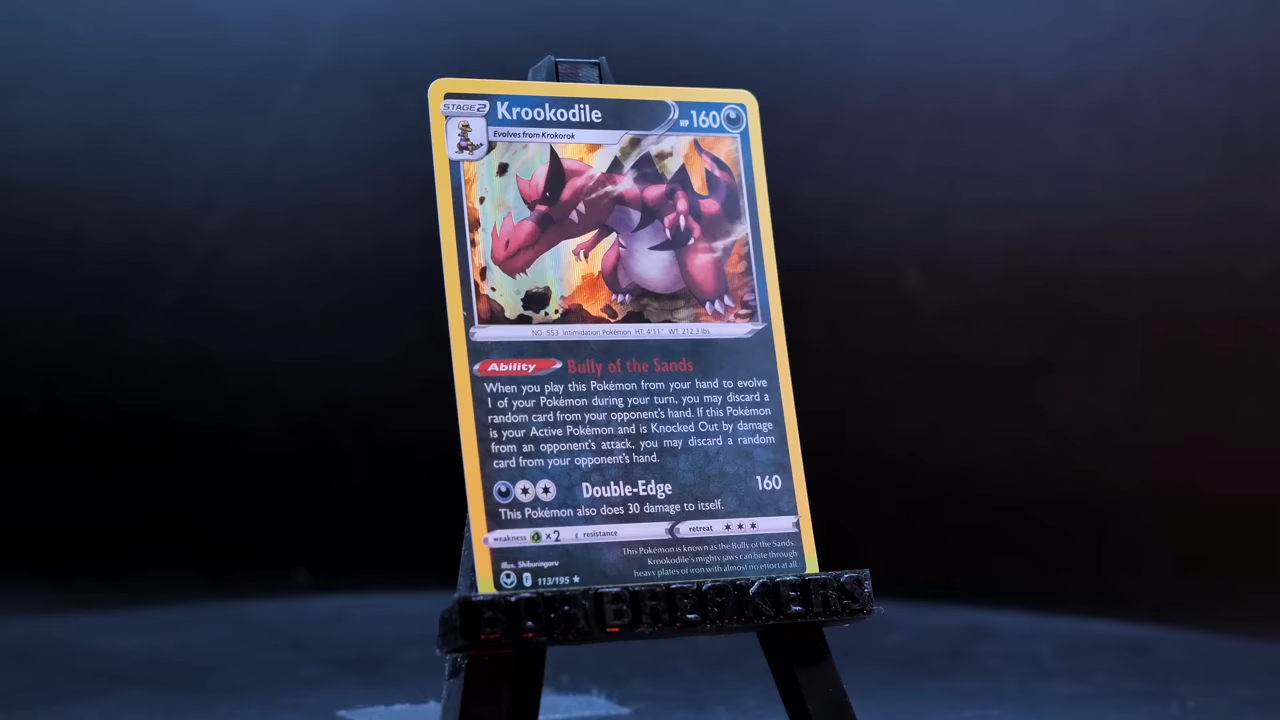 STAGE2
Krookodile
HP 160
Evolves from Krokorok
NO. 553 Intimidation Pokémon HT. 4'11" WT. 212.3 lbs.
Ability Bully of the Sands
When you play this Pokémon from your hand to evolve
1 of your Pokémon during your turn, you may discard a
random card from your opponent's hand. If this Pokémon
is your Active Pokémon and is Knocked Out by damage
from an opponent's attack, you may discard a random
card from your opponent's hand.
Double-Edge 160
This Pokémon also does 30 damage to itself.
weakness ×2 resistance retreat
Illus. Shiburingaru
This Pokémon is known as the Bully of the Sands.
Krookodile's mighty jaws can bite through
heavy plates of iron with almost no effort at all.
F 113/195 ★
BOXBREAKERS